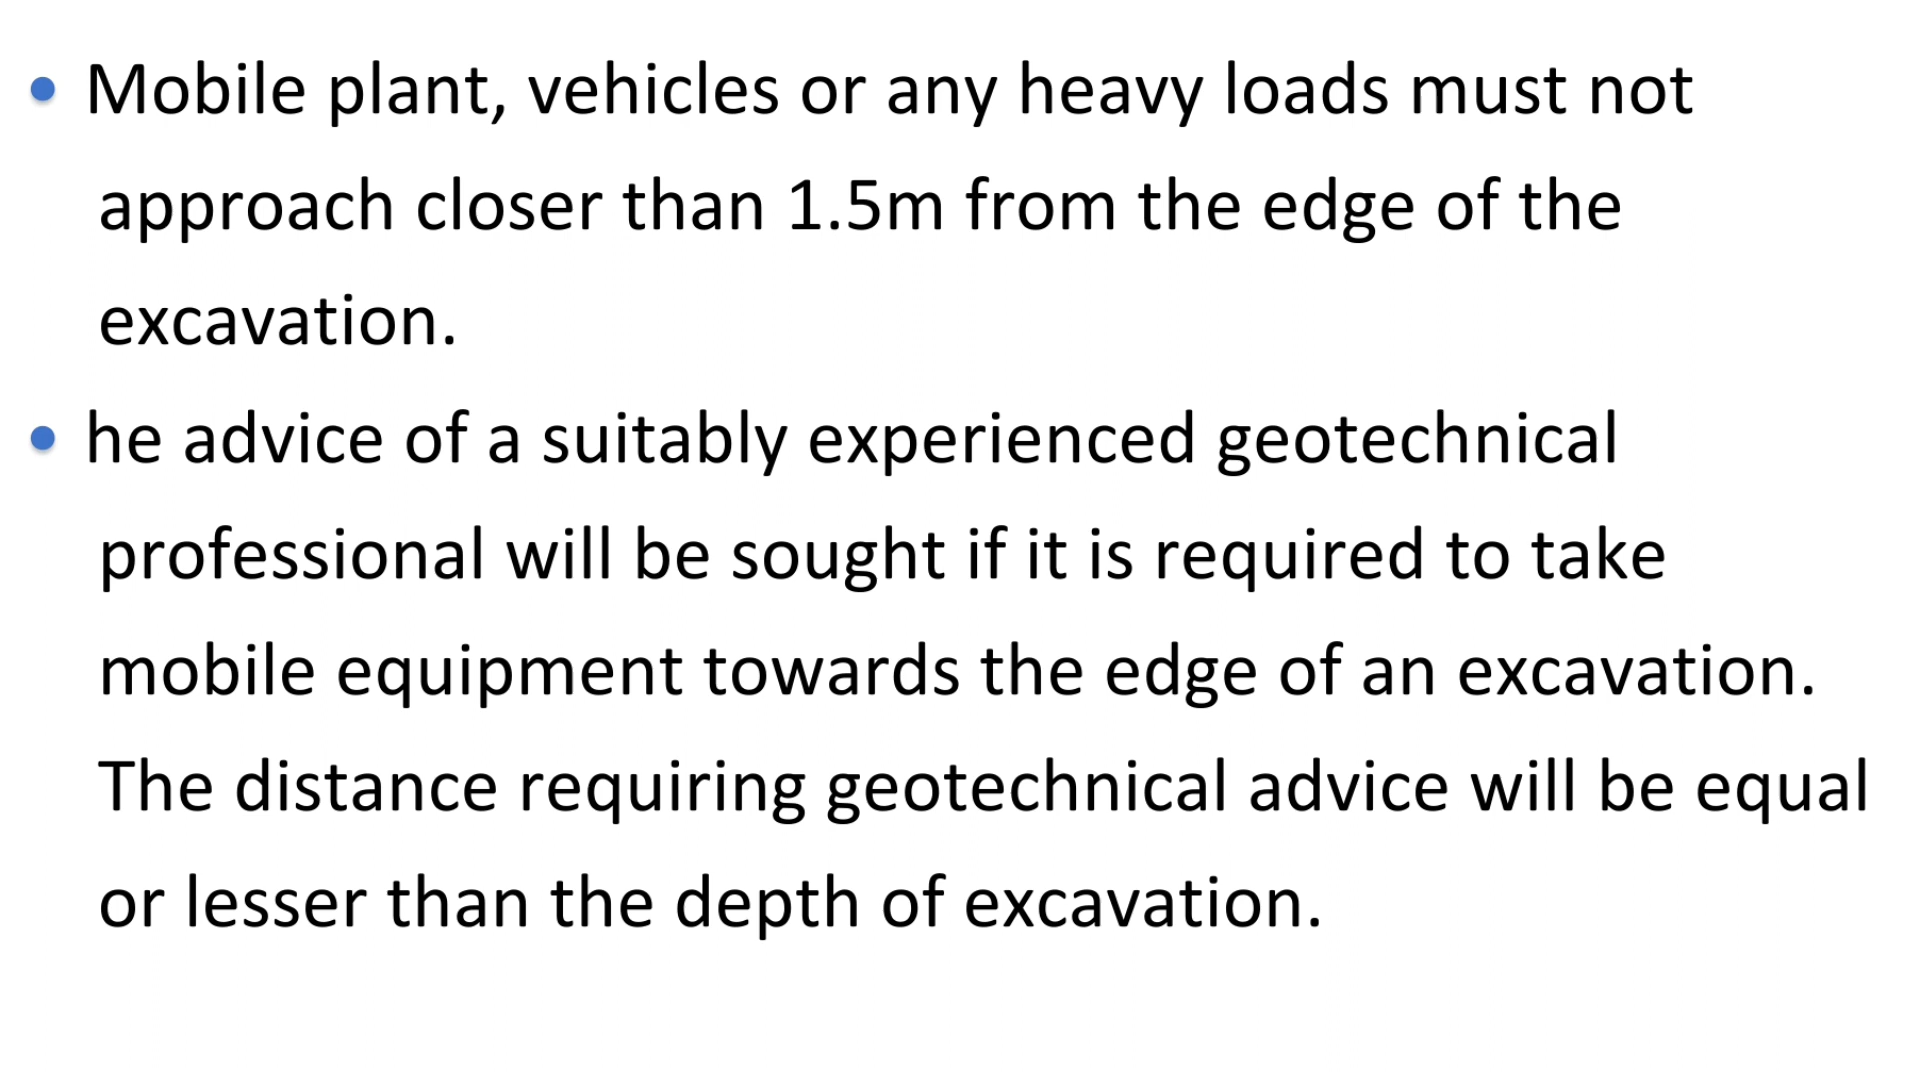 • Mobile plant, vehicles or any heavy loads must not
approach closer than 1.5m from the edge of the
excavation.
• he advice of a suitably experienced geotechnical
professional will be sought if it is required to take
mobile equipment towards the edge of an excavation.
The distance requiring geotechnical advice will be equal
or lesser than the depth of excavation.